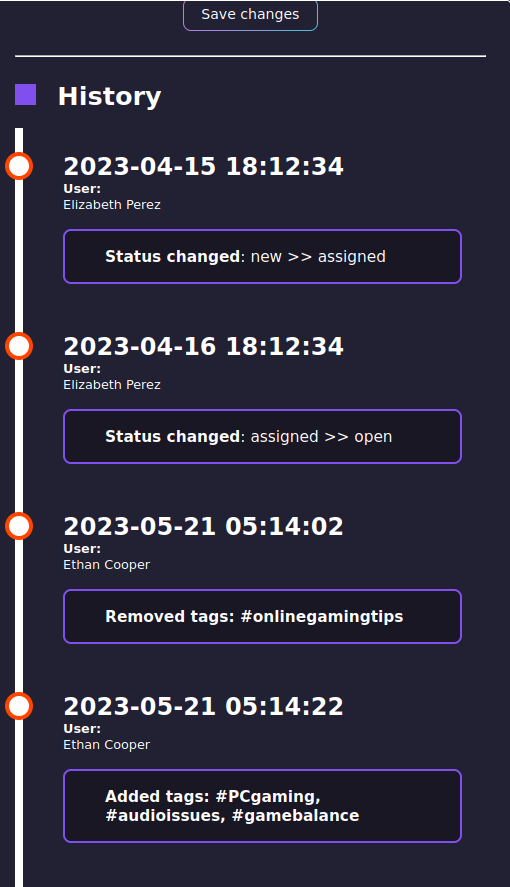 Save changes
History
2023-04-15 18:12:34
User:
Elizabeth Perez
Status changed: new >> assigned
2023-04-16 18:12:34
User:
Elizabeth Perez
Status changed: assigned >> open
2023-05-21 05:14:02
User:
Ethan Cooper
Removed tags: #onlinegamingtips
2023-05-21 05:14:22
User:
Ethan Cooper
Added tags: #PCgaming,
#audioissues, #gamebalance